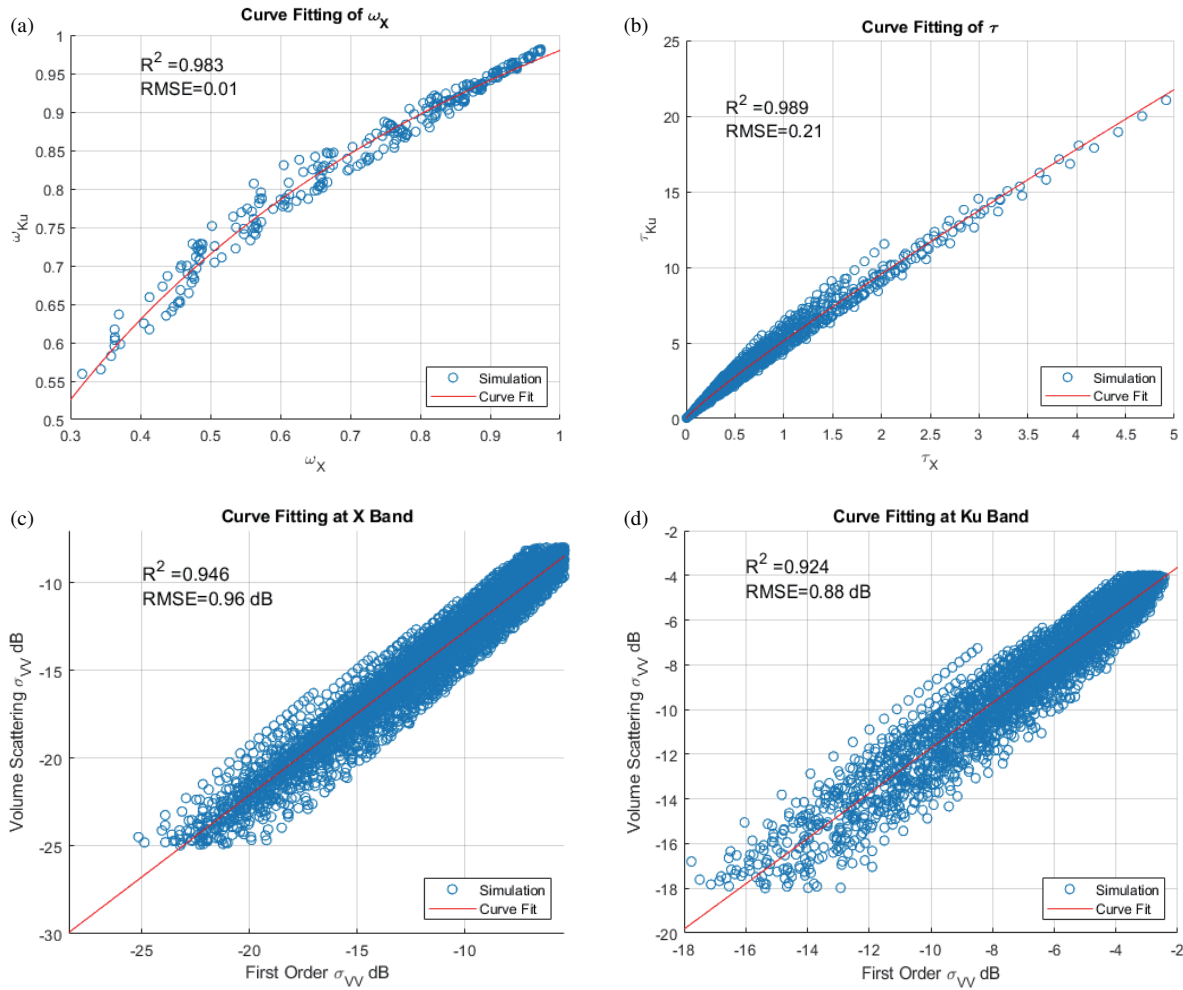 (a)
Curve Fitting of ω_X
R² =0.983
RMSE=0.01
1
0.95
0.9
0.85
0.8
0.75
0.7
0.65
0.6
0.55
0.5
ω_Ku
Simulation
Curve Fit
0.3 0.4 0.5 0.6 0.7 0.8 0.9 1
ω_X
(b)
Curve Fitting of τ
R² =0.989
RMSE=0.21
25
20
15
10
5
0
τ_Ku
Simulation
Curve Fit
0 0.5 1 1.5 2 2.5 3 3.5 4 4.5 5
τ_X
(c)
Curve Fitting at X Band
R² =0.946
RMSE=0.96 dB
-10
-15
-20
-25
-30
Volume Scattering σ_VV dB
Simulation
Curve Fit
-25 -20 -15 -10
First Order σ_VV dB
(d)
Curve Fitting at Ku Band
R² =0.924
RMSE=0.88 dB
-2
-4
-6
-8
-10
-12
-14
-16
-18
-20
Volume Scattering σ_VV dB
Simulation
Curve Fit
-18 -16 -14 -12 -10 -8 -6 -4 -2
First Order σ_VV dB